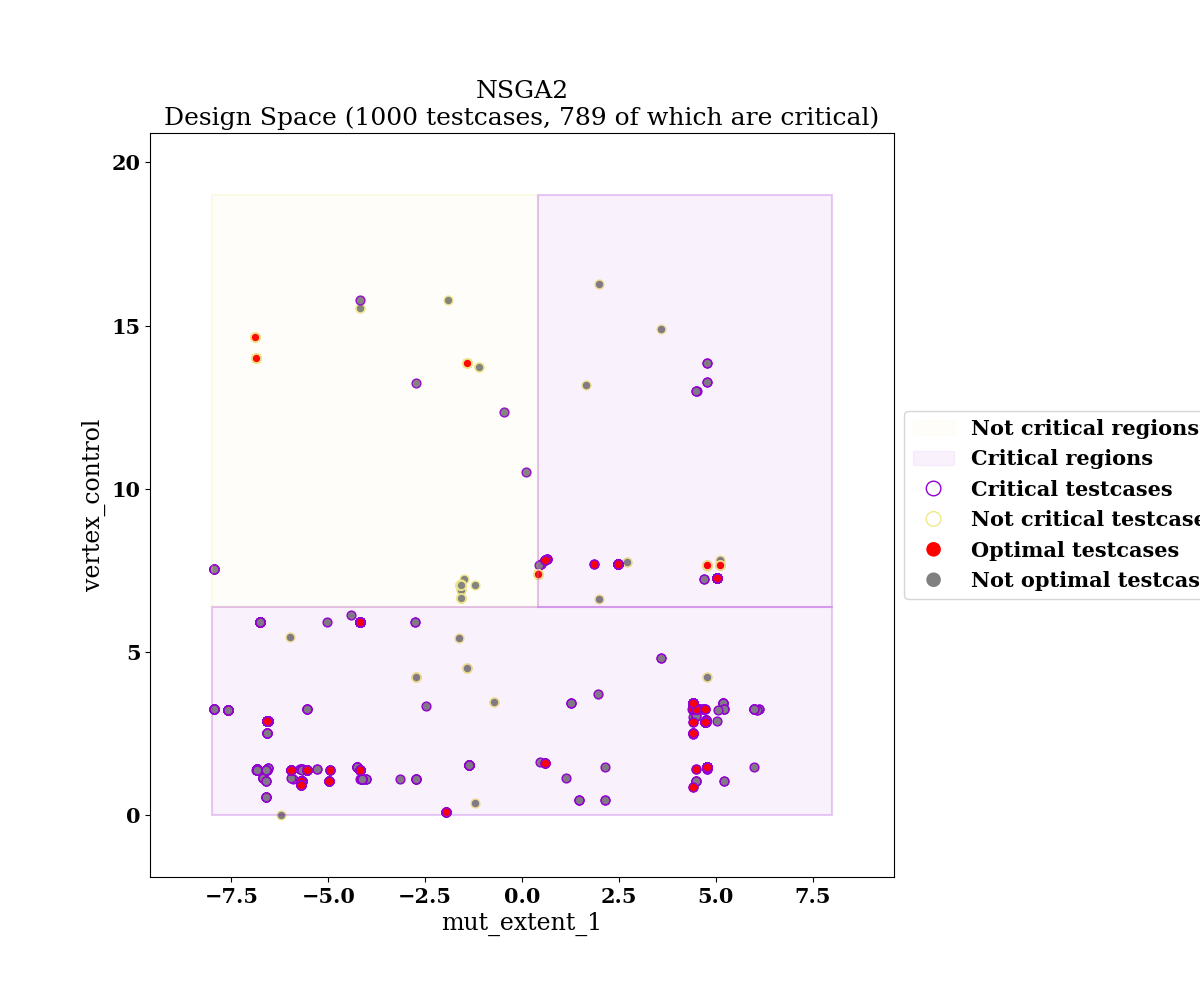 NSGA2
Design Space (1000 testcases, 789 of which are critical)
20
15
10
5
0
vertex_control
−7.5
−5.0
−2.5
0.0
2.5
5.0
7.5
mut_extent_1
Not critical regions
Critical regions
Critical testcases
Not critical testcase
Optimal testcases
Not optimal testcas